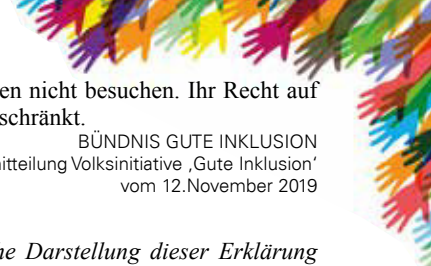 en nicht besuchen. Ihr Recht auf
schränkt.
BÜNDNIS GUTE INKLUSION
itteilung Volksinitiative ‚Gute Inklusion‘
vom 12.November 2019
ne Darstellung dieser Erklärung